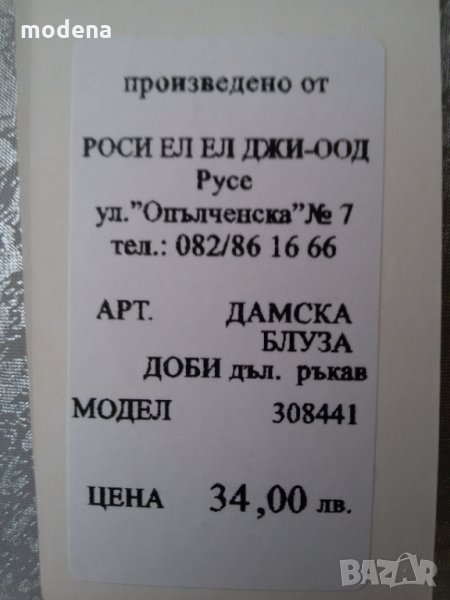 modena
произведено от
РОСИ ЕЛ ЕЛ ДЖИ-ООД
Русе
ул."Опълченска"№ 7
тел.: 082/86 16 66
АРТ. ДАМСКА
БЛУЗА
ДОБИ дъл. ръкав
МОДЕЛ 308441
ЦЕНА 34,00 лв.
BAZAR